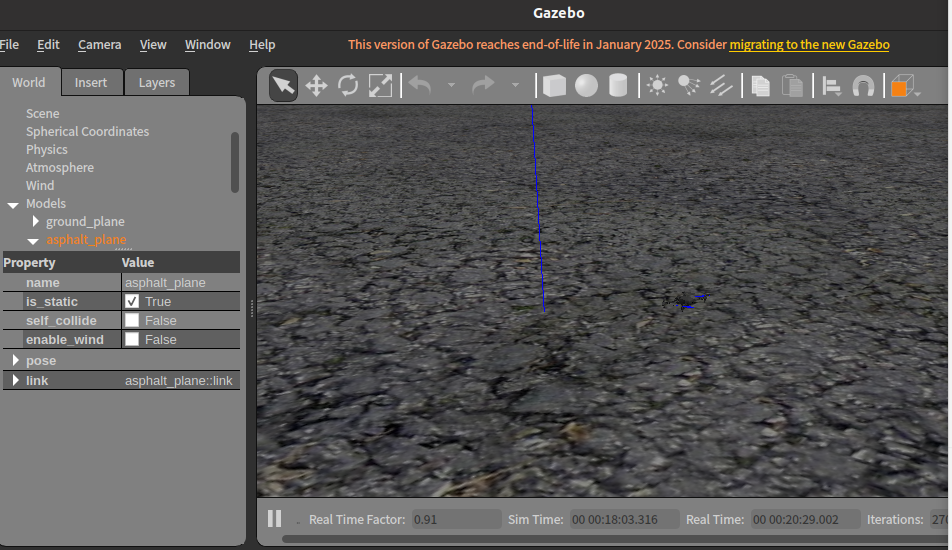 Gazebo
File Edit Camera View Window Help This version of Gazebo reaches end-of-life in January 2025. Consider migrating to the new Gazebo
World Insert Layers
Scene
Spherical Coordinates
Physics
Atmosphere
Wind
Models
ground_plane
asphalt_plane
Property Value
name asphalt_plane
is_static True
self_collide False
enable_wind False
pose
link asphalt_plane::link
Real Time Factor: 0.91 Sim Time: 00 00:18:03.316 Real Time: 00 00:20:29.002 Iterations: 270